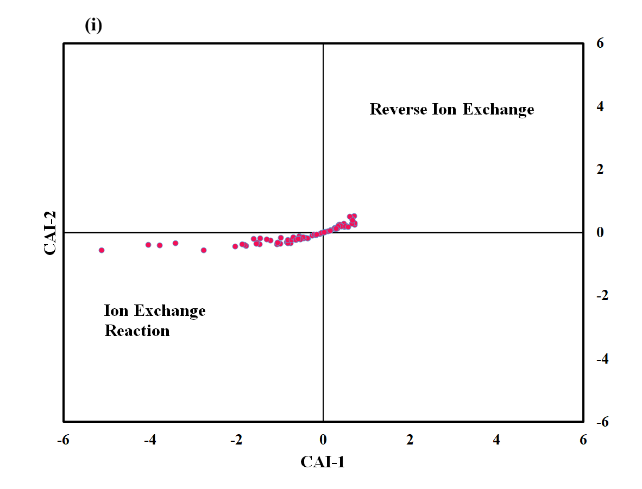 (i)
6
Reverse Ion Exchange
4
2
CAI-2
0
-2
Ion Exchange
Reaction
-4
-6
-6 -4 -2 0 2 4 6
CAI-1